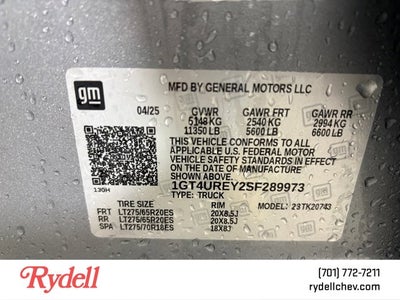 gm
MFD BY GENERAL MOTORS LLC
04/25 GVWR GAWR FRT GAWR RR
5148 KG 2540 KG 2994 KG
11350 LB 5600 LB 6600 LB
THIS VEHICLE CONFORMS TO ALL APPLICABLE
U.S. FEDERAL MOTOR VEHICLE SAFETY
STANDARDS IN EFFECT ON THE DATE OF
MANUFACTURE SHOWN ABOVE.
1GT4UREY2SF289973
TYPE: TRUCK
13GH
TIRE SIZE RIM MODEL: 23TK20743
FRT LT275/65R20ES 20X8.5J
RR LT275/65R20ES 20X8.5J
SPA LT275/70R18ES 18X8J
Rydell
(701) 772-7211
rydellchev.com